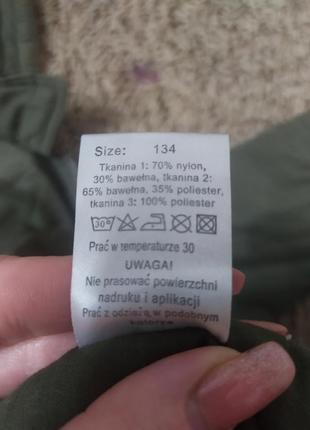 Size: 134
Tkanina 1: 70% nylon,
30% bawełna, tkanina 2:
65% bawełna, 35% poliester,
tkanina 3: 100% poliester
30°
Prać w temperaturze 30
UWAGA!
Nie prasować powierzchni
nadruku i aplikacji
Prać z odzieżą w podobnym
kolorze